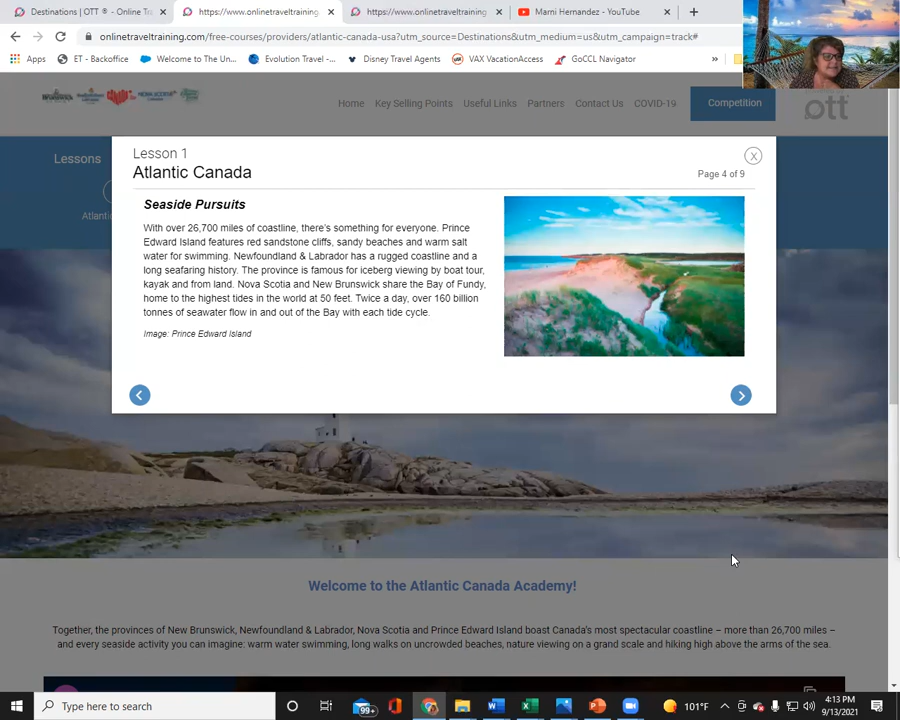 Destinations | OTT ® - Online Tr
https://www.onlinetraveltraining
https://www.onlinetraveltraining
Marni Hernandez - YouTube
onlinetraveltraining.com/free-courses/providers/atlantic-canada-usa?utm_source=Destinations&utm_medium=us&utm_campaign=track#
Apps
ET - Backoffice
Welcome to The Un...
Evolution Travel -...
Disney Travel Agents
VAX VacationAccess
GoCCL Navigator
»
Home
Key Selling Points
Useful Links
Partners
Contact Us
COVID-19
Competition
ott
Lessons
Atlantic
Lesson 1
Atlantic Canada
X
Page 4 of 9
Seaside Pursuits
With over 26,700 miles of coastline, there's something for everyone. Prince
Edward Island features red sandstone cliffs, sandy beaches and warm salt
water for swimming. Newfoundland & Labrador has a rugged coastline and a
long seafaring history. The province is famous for iceberg viewing by boat tour,
kayak and from land. Nova Scotia and New Brunswick share the Bay of Fundy,
home to the highest tides in the world at 50 feet. Twice a day, over 160 billion
tonnes of seawater flow in and out of the Bay with each tide cycle.
Image: Prince Edward Island
Welcome to the Atlantic Canada Academy!
Together, the provinces of New Brunswick, Newfoundland & Labrador, Nova Scotia and Prince Edward Island boast Canada's most spectacular coastline – more than 26,700 miles –
and every seaside activity you can imagine: warm water swimming, long walks on uncrowded beaches, nature viewing on a grand scale and hiking high above the arms of the sea.
Type here to search
99+
101°F
4:13 PM
9/13/2021